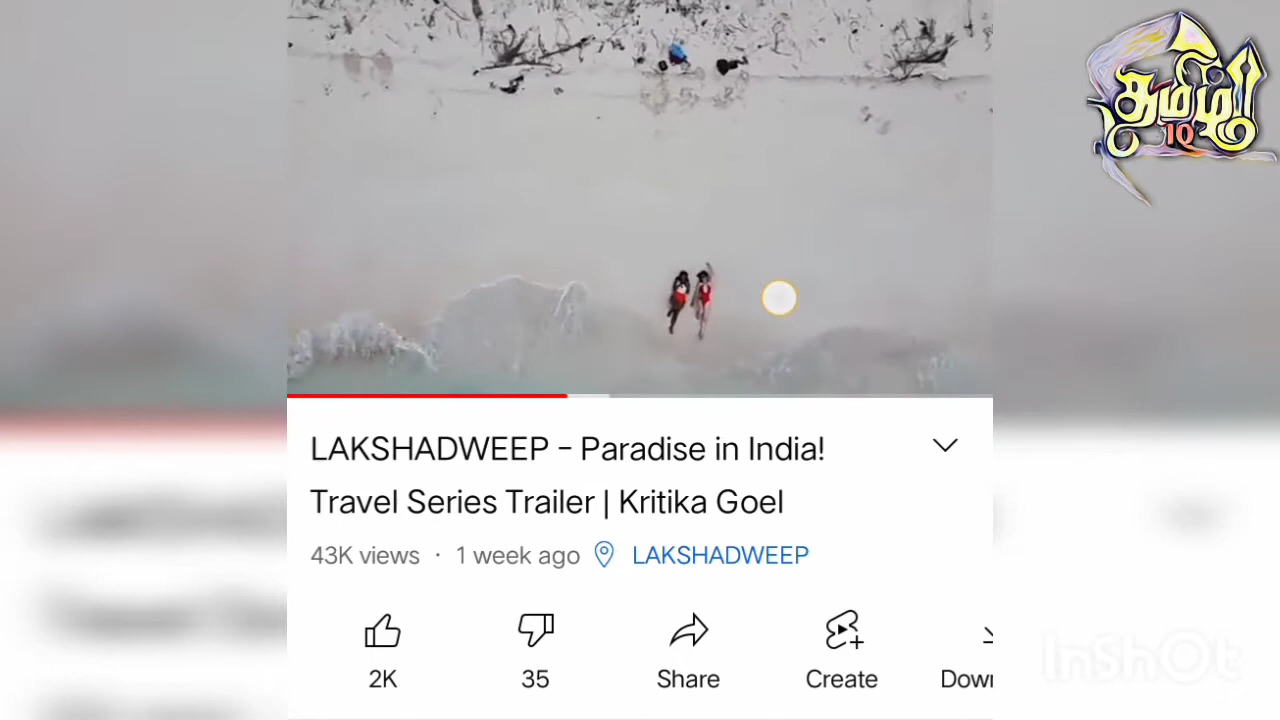 தமிழ்
IQ
LAKSHADWEEP – Paradise in India!
Travel Series Trailer | Kritika Goel
43K views · 1 week ago LAKSHADWEEP
2K 35 Share Create Down
InShOt